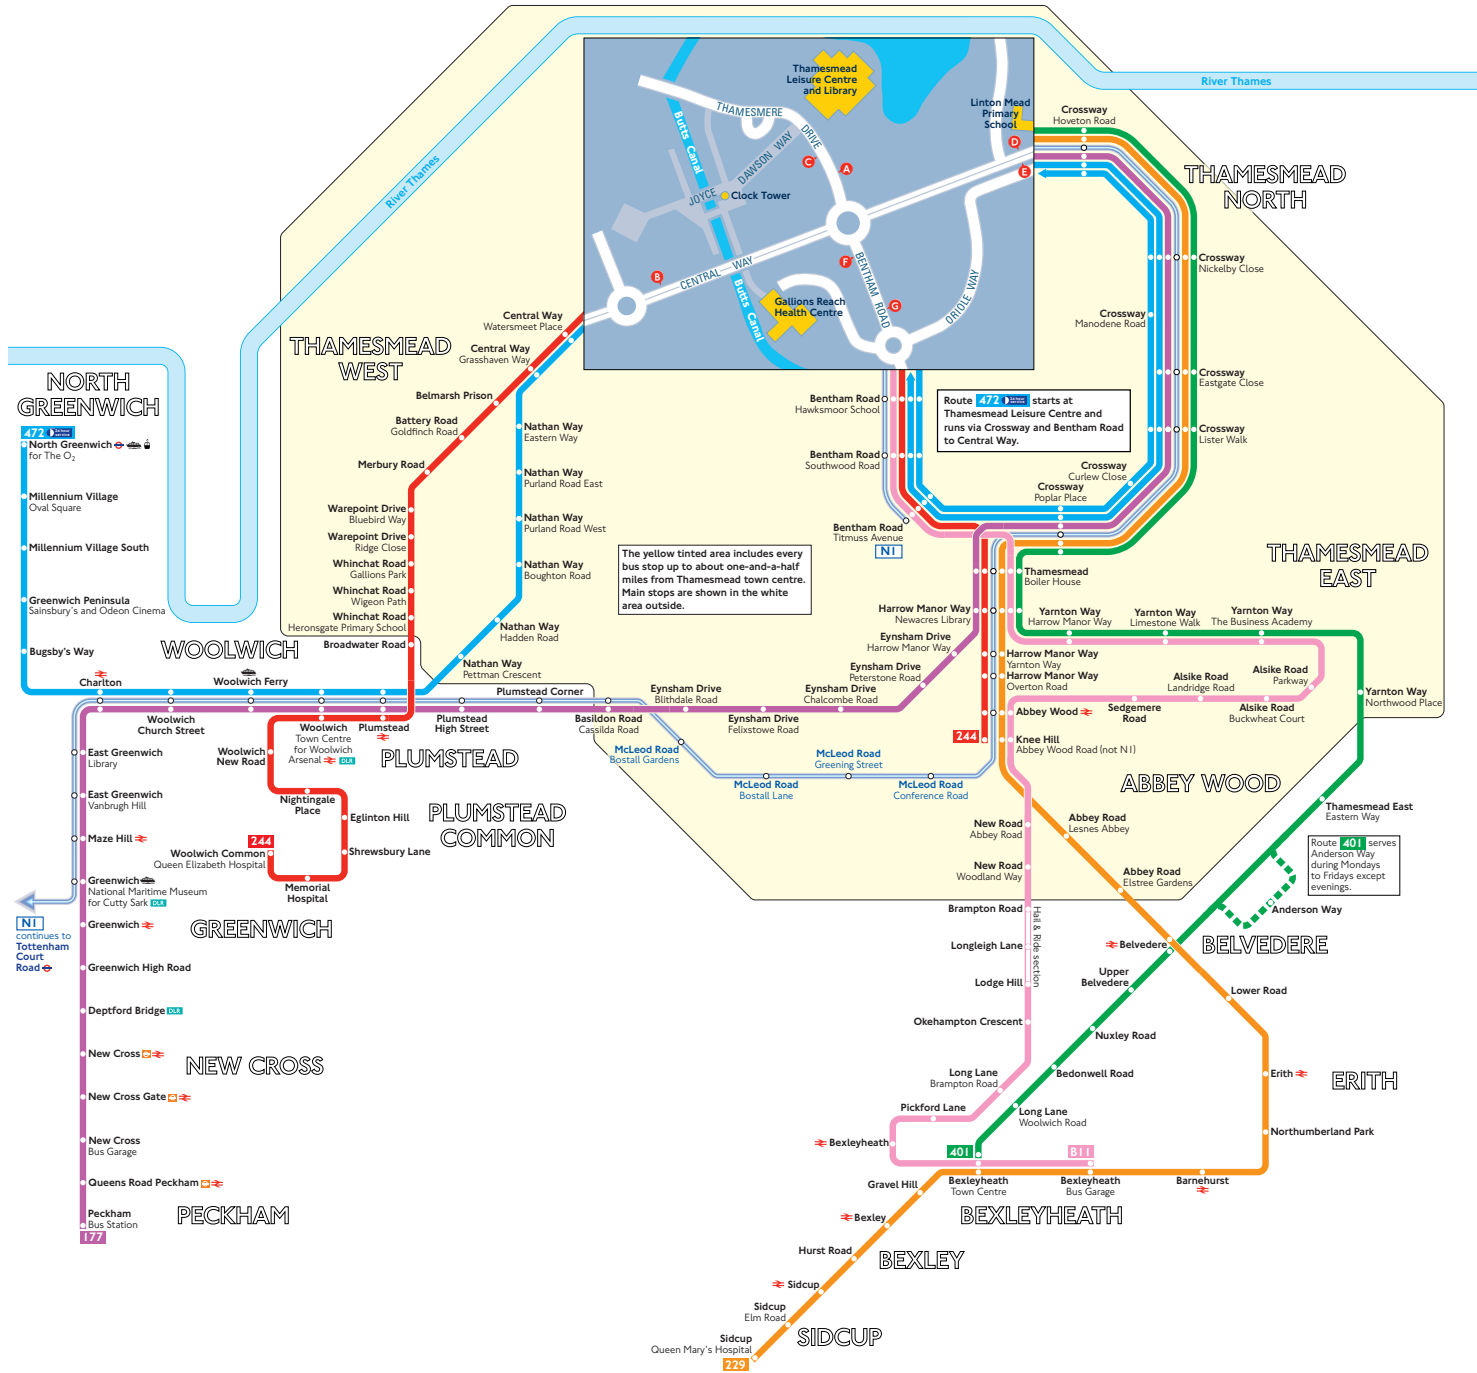 River Thames
River Thames
Thamesmead
Leisure Centre
and Library
Linton Mead
Primary
School
THAMESMERE
DRIVE
DAWSON WAY
JOYCE
Butts Canal
Clock Tower
CENTRAL WAY
Butts Canal
BENTHAM ROAD
ORIOLE WAY
Gallions Reach
Health Centre
A
B
C
D
E
F
G
Crossway
Hoveton Road
THAMESMEAD
NORTH
Crossway
Nickelby Close
Crossway
Manodene Road
Crossway
Eastgate Close
Crossway
Lister Walk
Crossway
Curlew Close
Crossway
Poplar Place
Bentham Road
Hawksmoor School
Bentham Road
Southwood Road
Bentham Road
Titmuss Avenue
N1
Route 472 24 hour service starts at
Thamesmead Leisure Centre and
runs via Crossway and Bentham Road
to Central Way.
The yellow tinted area includes every
bus stop up to about one-and-a-half
miles from Thamesmead town centre.
Main stops are shown in the white
area outside.
Central Way
Watersmeet Place
Central Way
Grasshaven Way
THAMESMEAD
WEST
Belmarsh Prison
Battery Road
Goldfinch Road
Merbury Road
Warepoint Drive
Bluebird Way
Warepoint Drive
Ridge Close
Whinchat Road
Gallions Park
Whinchat Road
Wigeon Path
Whinchat Road
Heronsgate Primary School
Broadwater Road
Nathan Way
Eastern Way
Nathan Way
Purland Road East
Nathan Way
Purland Road West
Nathan Way
Boughton Road
Nathan Way
Hadden Road
Nathan Way
Pettman Crescent
NORTH
GREENWICH
472 24 hour service
North Greenwich
for The O2
Millennium Village
Oval Square
Millennium Village South
Greenwich Peninsula
Sainsbury's and Odeon Cinema
Bugsby's Way
WOOLWICH
Charlton
Woolwich Ferry
Woolwich
Church Street
Woolwich
Town Centre
for Woolwich
Arsenal DLR
Plumstead
Plumstead
High Street
Plumstead Corner
Basildon Road
Cassilda Road
Eynsham Drive
Blithdale Road
Eynsham Drive
Felixstowe Road
Eynsham Drive
Chalcombe Road
Eynsham Drive
Peterstone Road
Eynsham Drive
Harrow Manor Way
Harrow Manor Way
Newacres Library
Thamesmead
Boiler House
THAMESMEAD
EAST
Yarnton Way
Harrow Manor Way
Yarnton Way
Limestone Walk
Yarnton Way
The Business Academy
Harrow Manor Way
Yarnton Way
Harrow Manor Way
Overton Road
Alsike Road
Parkway
Alsike Road
Landridge Road
Alsike Road
Buckwheat Court
Sedgemere
Road
Yarnton Way
Northwood Place
Abbey Wood
244
Knee Hill
Abbey Wood Road (not N1)
ABBEY WOOD
McLeod Road
Bostall Gardens
McLeod Road
Bostall Lane
McLeod Road
Greening Street
McLeod Road
Conference Road
East Greenwich
Library
East Greenwich
Vanbrugh Hill
Maze Hill
Greenwich
National Maritime Museum
for Cutty Sark DLR
N1
continues to
Tottenham
Court
Road
Greenwich
GREENWICH
Greenwich High Road
Deptford Bridge DLR
New Cross
NEW CROSS
New Cross Gate
New Cross
Bus Garage
Queens Road Peckham
Peckham
Bus Station
177
PECKHAM
Woolwich
New Road
PLUMSTEAD
Nightingale
Place
Eglinton Hill
PLUMSTEAD
COMMON
Shrewsbury Lane
244
Woolwich Common
Queen Elizabeth Hospital
Memorial
Hospital
New Road
Abbey Road
New Road
Woodland Way
Brampton Road
Longleigh Lane
Lodge Hill
Hail & Ride section
Okehampton Crescent
Long Lane
Brampton Road
Pickford Lane
Bexleyheath
Abbey Road
Lesnes Abbey
Abbey Road
Elstree Gardens
Thamesmead East
Eastern Way
Route 401 serves
Anderson Way
during Mondays
to Fridays except
evenings.
Anderson Way
Belvedere
BELVEDERE
Upper
Belvedere
Lower Road
Nuxley Road
Bedonwell Road
Long Lane
Woolwich Road
Erith
ERITH
Northumberland Park
401
B11
Bexleyheath
Town Centre
Bexleyheath
Bus Garage
Barnehurst
BEXLEYHEATH
Gravel Hill
Bexley
Hurst Road
BEXLEY
Sidcup
Sidcup
Elm Road
SIDCUP
Sidcup
Queen Mary's Hospital
229